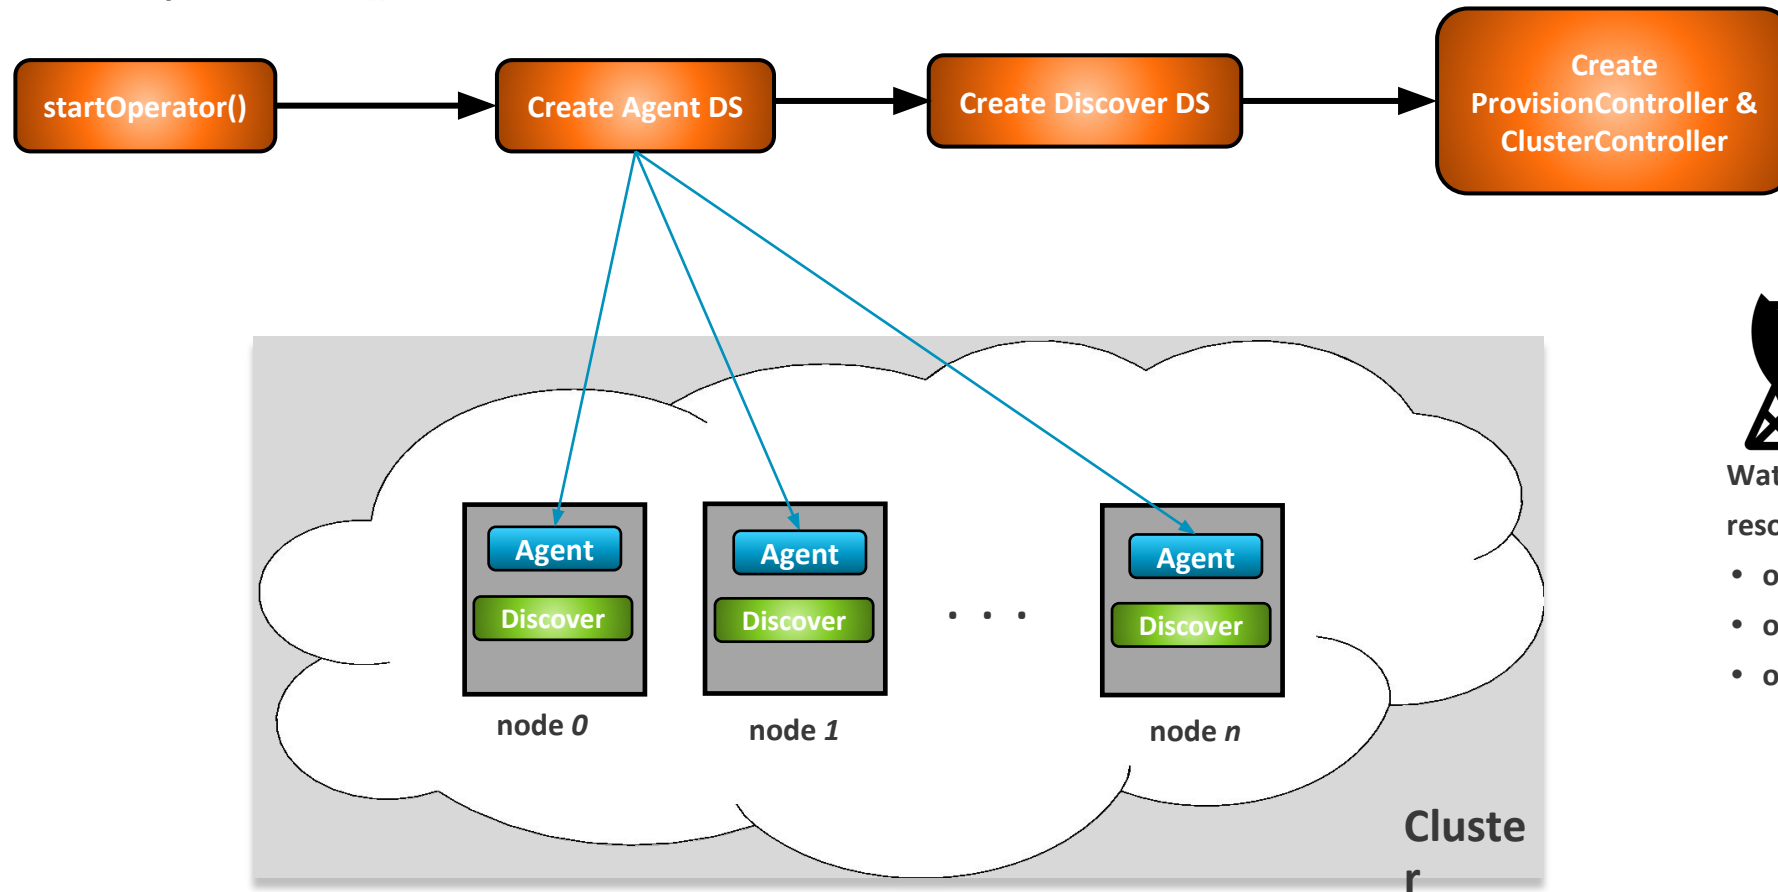 startOperator()
Create Agent DS
Create Discover DS
Create
ProvisionController &
ClusterController
Agent
Discover
node 0
Agent
Discover
node 1
. . .
Agent
Discover
node n
Cluste
r
• o
• o
• o